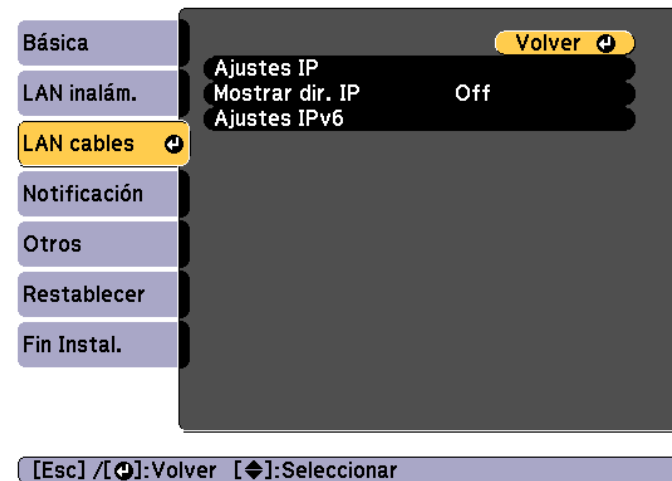 Básica
LAN inalám.
LAN cables
Notificación
Otros
Restablecer
Fin Instal.
Volver
Ajustes IP
Mostrar dir. IP Off
Ajustes IPv6
[Esc] /[⏎]:Volver [◆]:Seleccionar